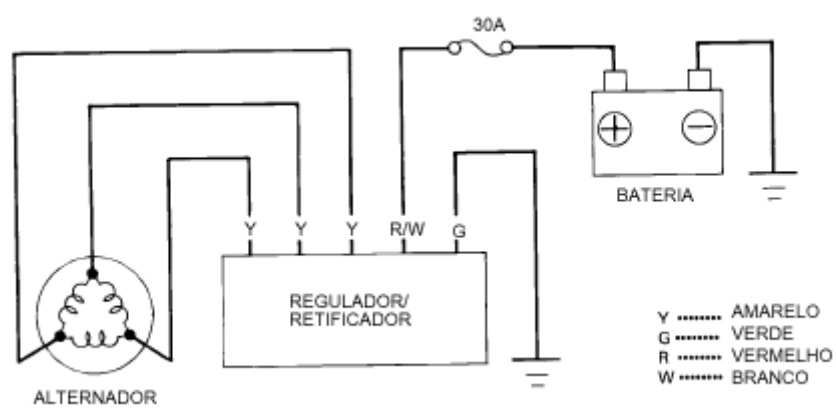 30A
BATERIA
Y Y Y R/W G
REGULADOR/
RETIFICADOR
ALTERNADOR
Y ........ AMARELO
G ........ VERDE
R ........ VERMELHO
W ........ BRANCO